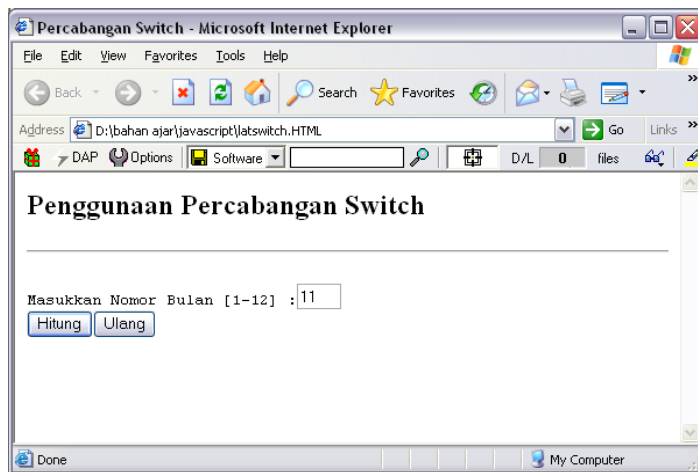 Percabangan Switch - Microsoft Internet Explorer
File Edit View Favorites Tools Help
Back Search Favorites
Address D:\bahan ajar\javascript\latswitch.HTML Go Links
DAP Options Software D/L 0 files
Penggunaan Percabangan Switch
Masukkan Nomor Bulan [1-12] :11
Hitung Ulang
Done My Computer